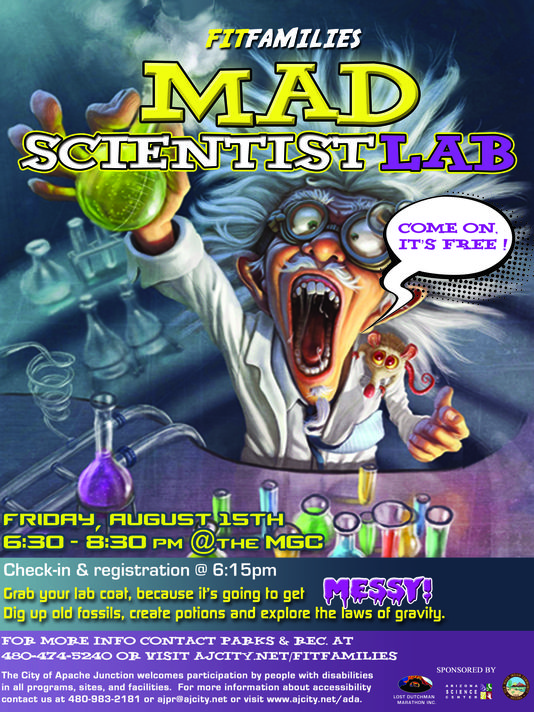 FITFAMILIES
MAD
SCIENTIST LAB
COME ON,
IT'S FREE !
FRIDAY, AUGUST 15TH
6:30 - 8:30 PM @ THE MGC
Check-in & registration @ 6:15pm
Grab your lab coat, because it's going to get MESSY!
Dig up old fossils, create potions and explore the laws of gravity.
FOR MORE INFO CONTACT PARKS & REC. AT
480-474-5240 OR VISIT AJCITY.NET/FITFAMILIES
The City of Apache Junction welcomes participation by people with disabilities
in all programs, sites, and facilities. For more information about accessibility
contact us at 480-983-2181 or ajpr@ajcity.net or visit www.ajcity.net/ada.
SPONSORED BY
LOST DUTCHMAN
MARATHON INC.
ARIZONA
SCIENCE
CENTER